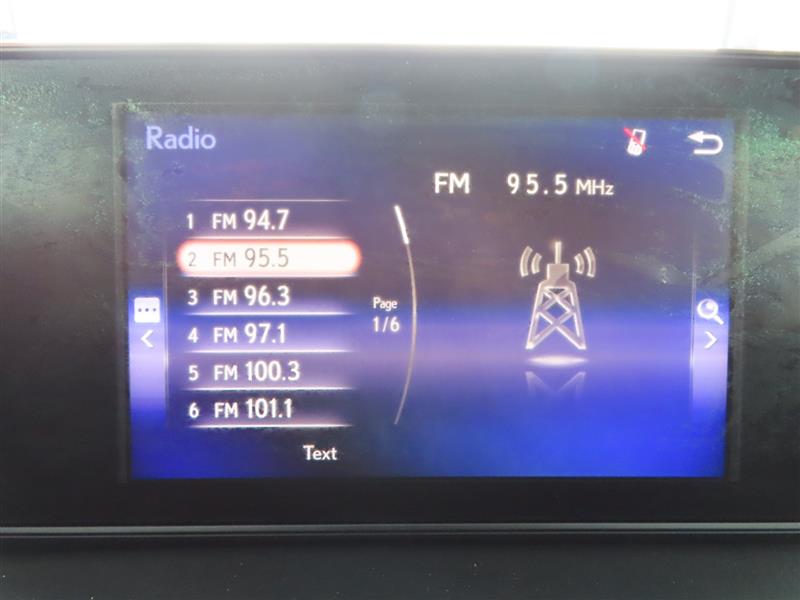 Radio
FM 95.5 MHz
1 FM 94.7
2 FM 95.5
3 FM 96.3
4 FM 97.1
5 FM 100.3
6 FM 101.1
Page
1/6
Text